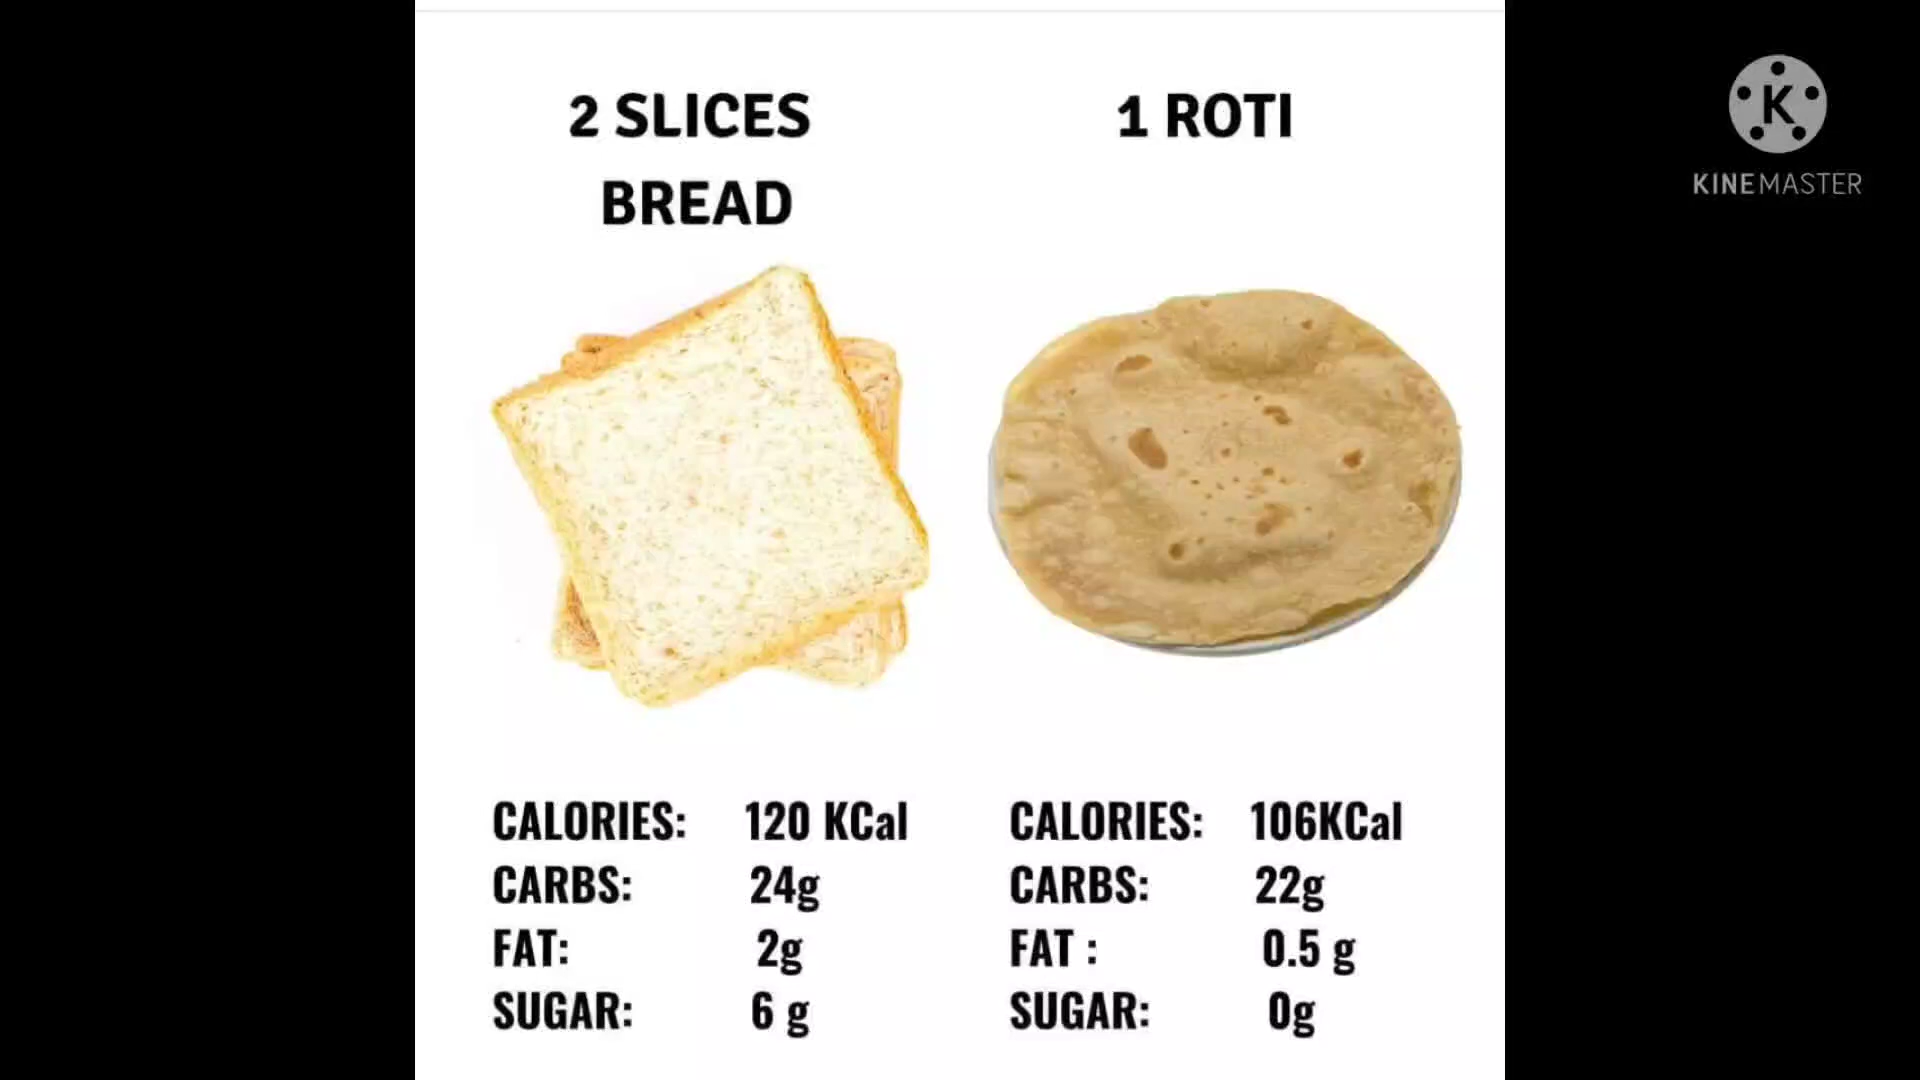 2 SLICES
BREAD
1 ROTI
K
KINEMASTER
CALORIES: 120 KCal
CARBS: 24g
FAT: 2g
SUGAR: 6 g
CALORIES: 106KCal
CARBS: 22g
FAT : 0.5 g
SUGAR: 0g